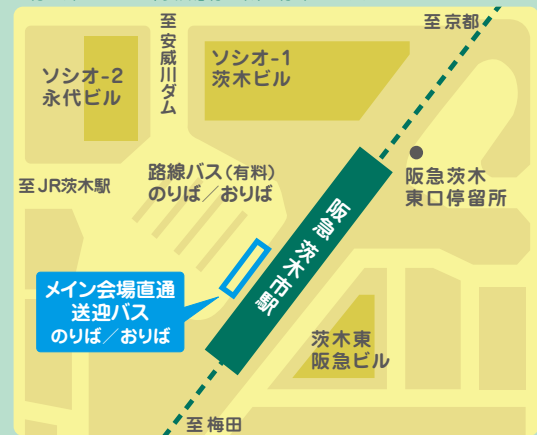 至京都
至安威川ダム
ソシオ-1
茨木ビル
ソシオ-2
永代ビル
至JR茨木駅
路線バス（有料）
のりば／おりば
阪急茨木
東口停留所
阪急 茨木市駅
メイン会場直通
送迎バス
のりば／おりば
茨木東
阪急ビル
至梅田